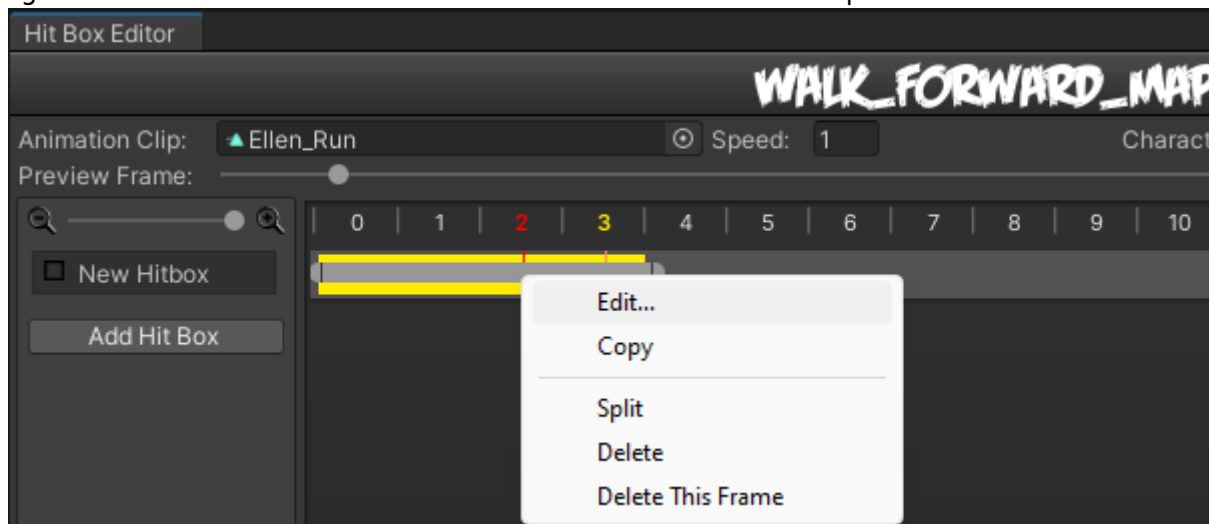 Hit Box Editor
WALK_FORWARD_MAP
Animation Clip: Ellen_Run Speed: 1 Charact
Preview Frame:
0 1 2 3 4 5 6 7 8 9 10
New Hitbox
Add Hit Box
Edit...
Copy
Split
Delete
Delete This Frame